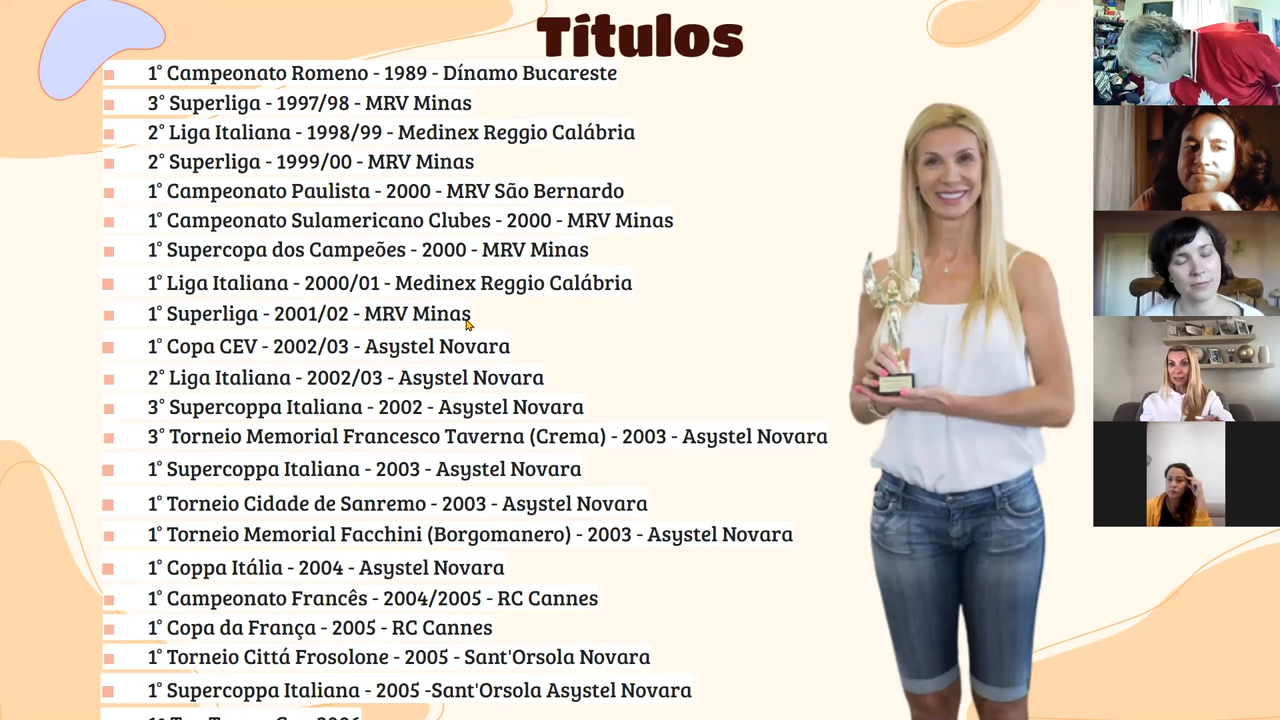 Títulos
1° Campeonato Romeno - 1989 - Dínamo Bucareste
3° Superliga - 1997/98 - MRV Minas
2° Liga Italiana - 1998/99 - Medinex Reggio Calábria
2° Superliga - 1999/00 - MRV Minas
1° Campeonato Paulista - 2000 - MRV São Bernardo
1° Campeonato Sulamericano Clubes - 2000 - MRV Minas
1° Supercopa dos Campeões - 2000 - MRV Minas
1° Liga Italiana - 2000/01 - Medinex Reggio Calábria
1° Superliga - 2001/02 - MRV Minas
1° Copa CEV - 2002/03 - Asystel Novara
2° Liga Italiana - 2002/03 - Asystel Novara
3° Supercoppa Italiana - 2002 - Asystel Novara
3° Torneio Memorial Francesco Taverna (Crema) - 2003 - Asystel Novara
1° Supercoppa Italiana - 2003 - Asystel Novara
1° Torneio Cidade de Sanremo - 2003 - Asystel Novara
1° Torneio Memorial Facchini (Borgomanero) - 2003 - Asystel Novara
1° Coppa Itália - 2004 - Asystel Novara
1° Campeonato Francês - 2004/2005 - RC Cannes
1° Copa da França - 2005 - RC Cannes
1° Torneio Cittá Frosolone - 2005 - Sant'Orsola Novara
1° Supercoppa Italiana - 2005 -Sant'Orsola Asystel Novara